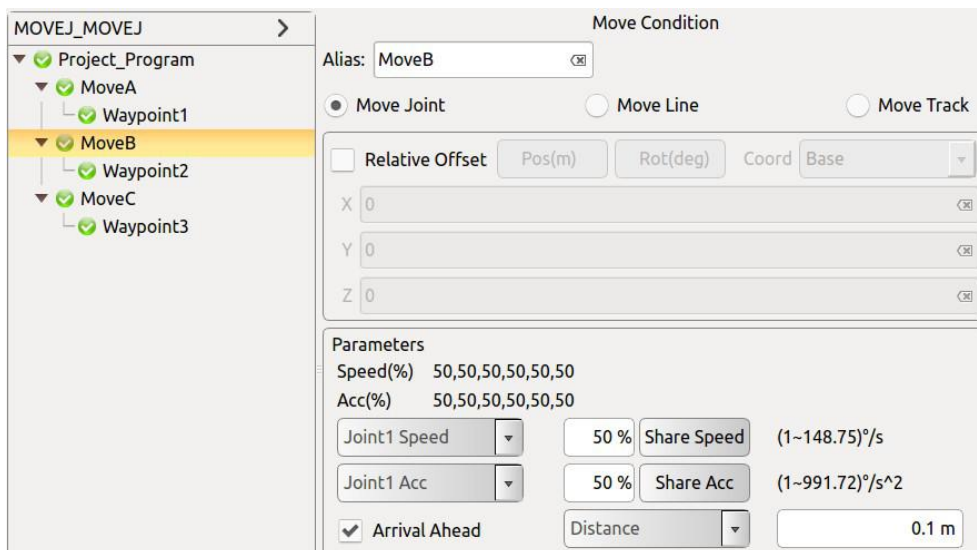 MOVEJ_MOVEJ
Project_Program
MoveA
Waypoint1
MoveB
Waypoint2
MoveC
Waypoint3
Move Condition
Alias: MoveB
Move Joint Move Line Move Track
Relative Offset Pos(m) Rot(deg) Coord Base
X 0
Y 0
Z 0
Parameters
Speed(%) 50,50,50,50,50,50
Acc(%) 50,50,50,50,50,50
Joint1 Speed 50 % Share Speed (1~148.75)°/s
Joint1 Acc 50 % Share Acc (1~991.72)°/s^2
Arrival Ahead Distance 0.1 m